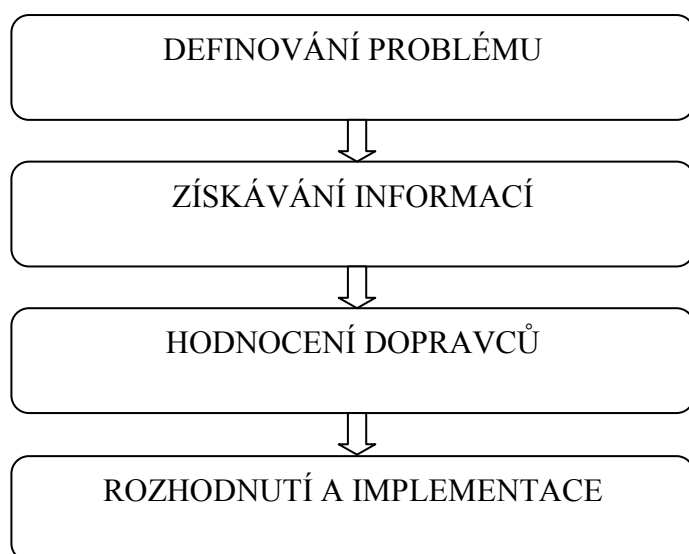 DEFINOVÁNÍ PROBLÉMU
ZÍSKÁVÁNÍ INFORMACÍ
HODNOCENÍ DOPRAVCŮ
ROZHODNUTÍ A IMPLEMENTACE